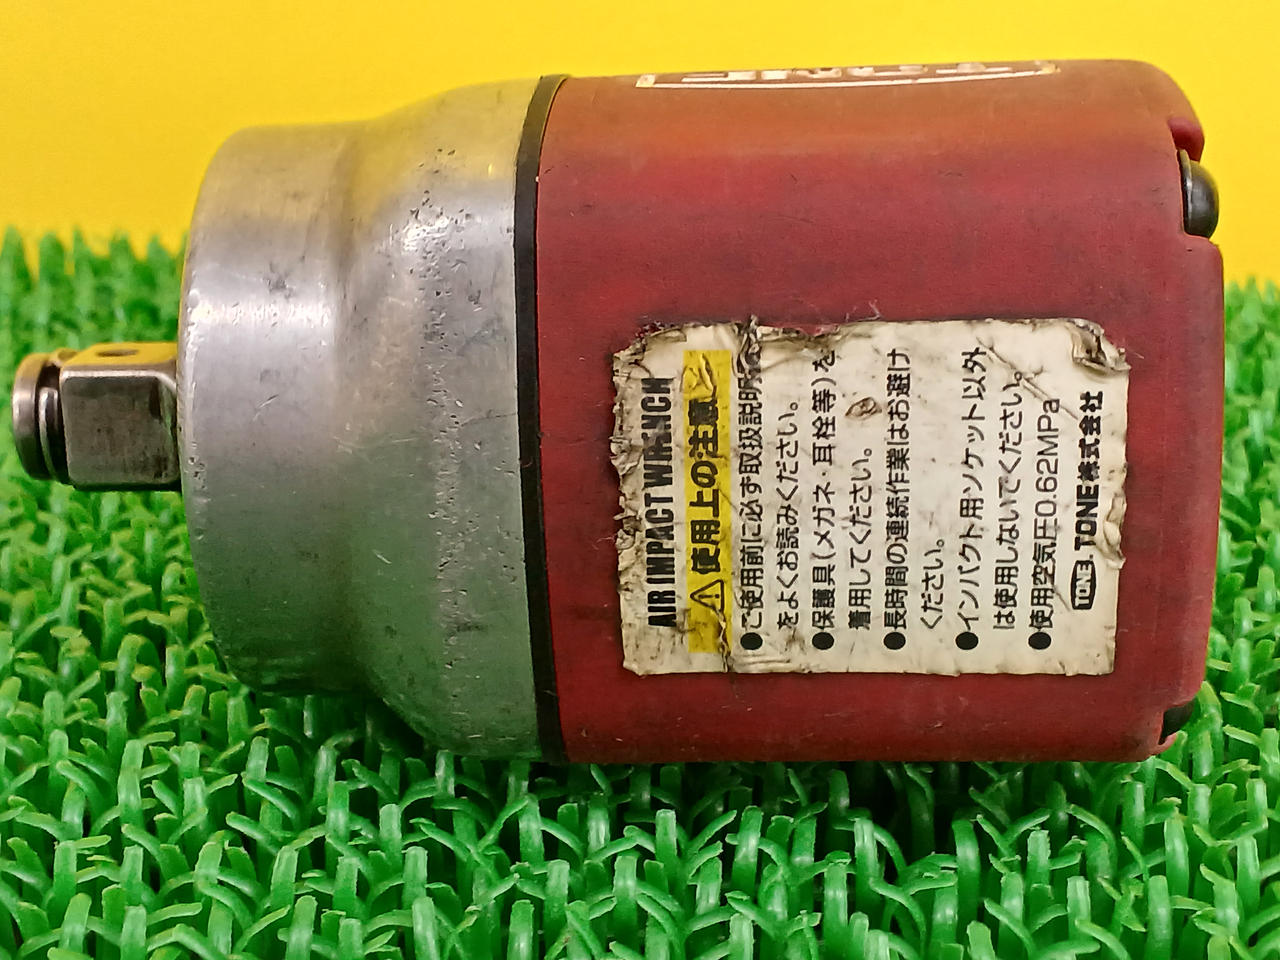 TONE
AIR IMPACT WRENCH
使用上の注意
●ご使用前に必ず取扱説明
をよくお読みください。
●保護具(メガネ・耳栓等)を
着用してください。
●長時間の連続作業はお避け
ください。
●インパクト用ソケット以外
は使用しないでください。
●使用空気圧0.62MPa
TONE. TONE株式会社